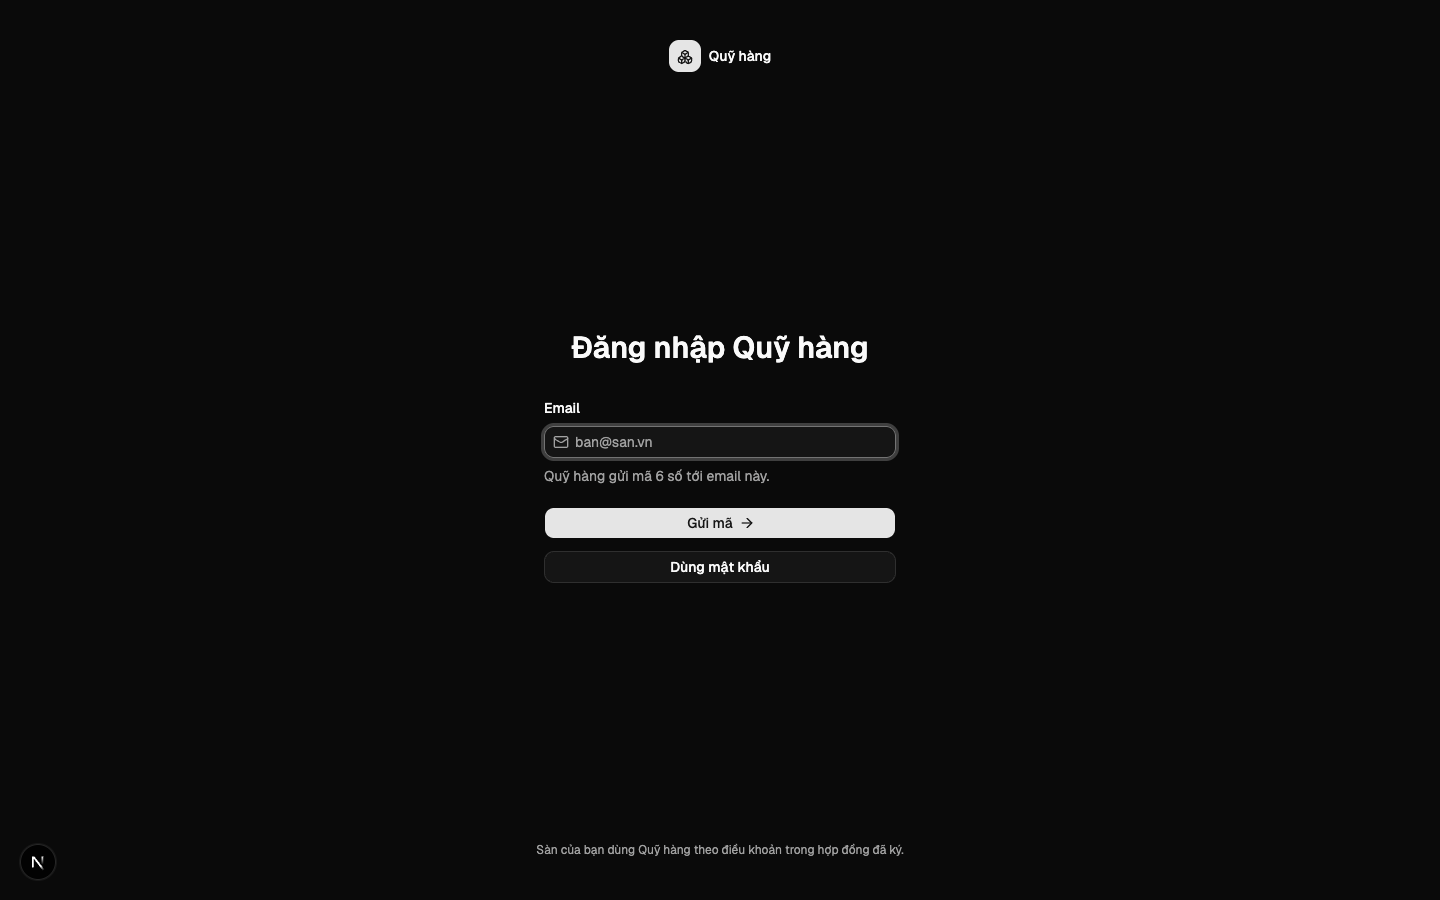 Quỹ hàng
Đăng nhập Quỹ hàng
Email
ban@san.vn
Quỹ hàng gửi mã 6 số tới email này.
Gửi mã →
Dùng mật khẩu
Sàn của bạn dùng Quỹ hàng theo điều khoản trong hợp đồng đã ký.
N